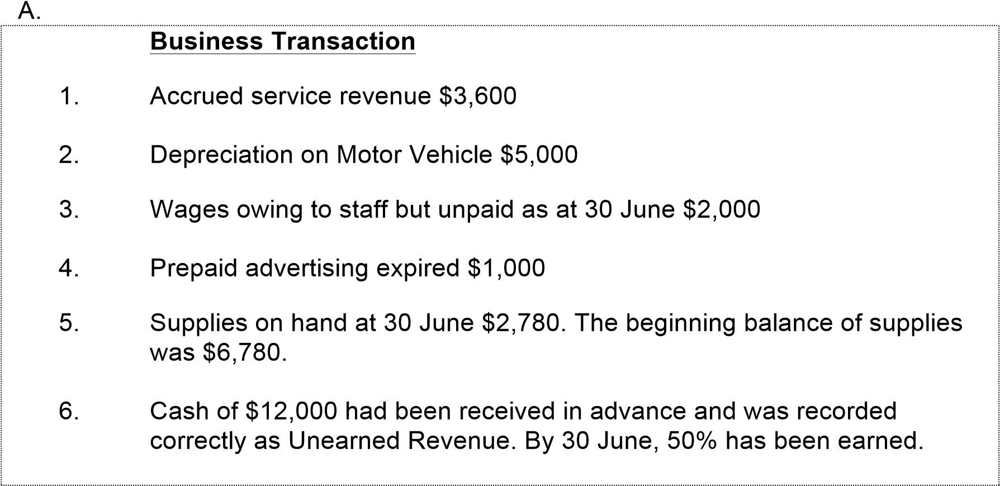 A.
Business Transaction
1. Accrued service revenue $3,600
2. Depreciation on Motor Vehicle $5,000
3. Wages owing to staff but unpaid as at 30 June $2,000
4. Prepaid advertising expired $1,000
5. Supplies on hand at 30 June $2,780. The beginning balance of supplies
was $6,780.
6. Cash of $12,000 had been received in advance and was recorded
correctly as Unearned Revenue. By 30 June, 50% has been earned.